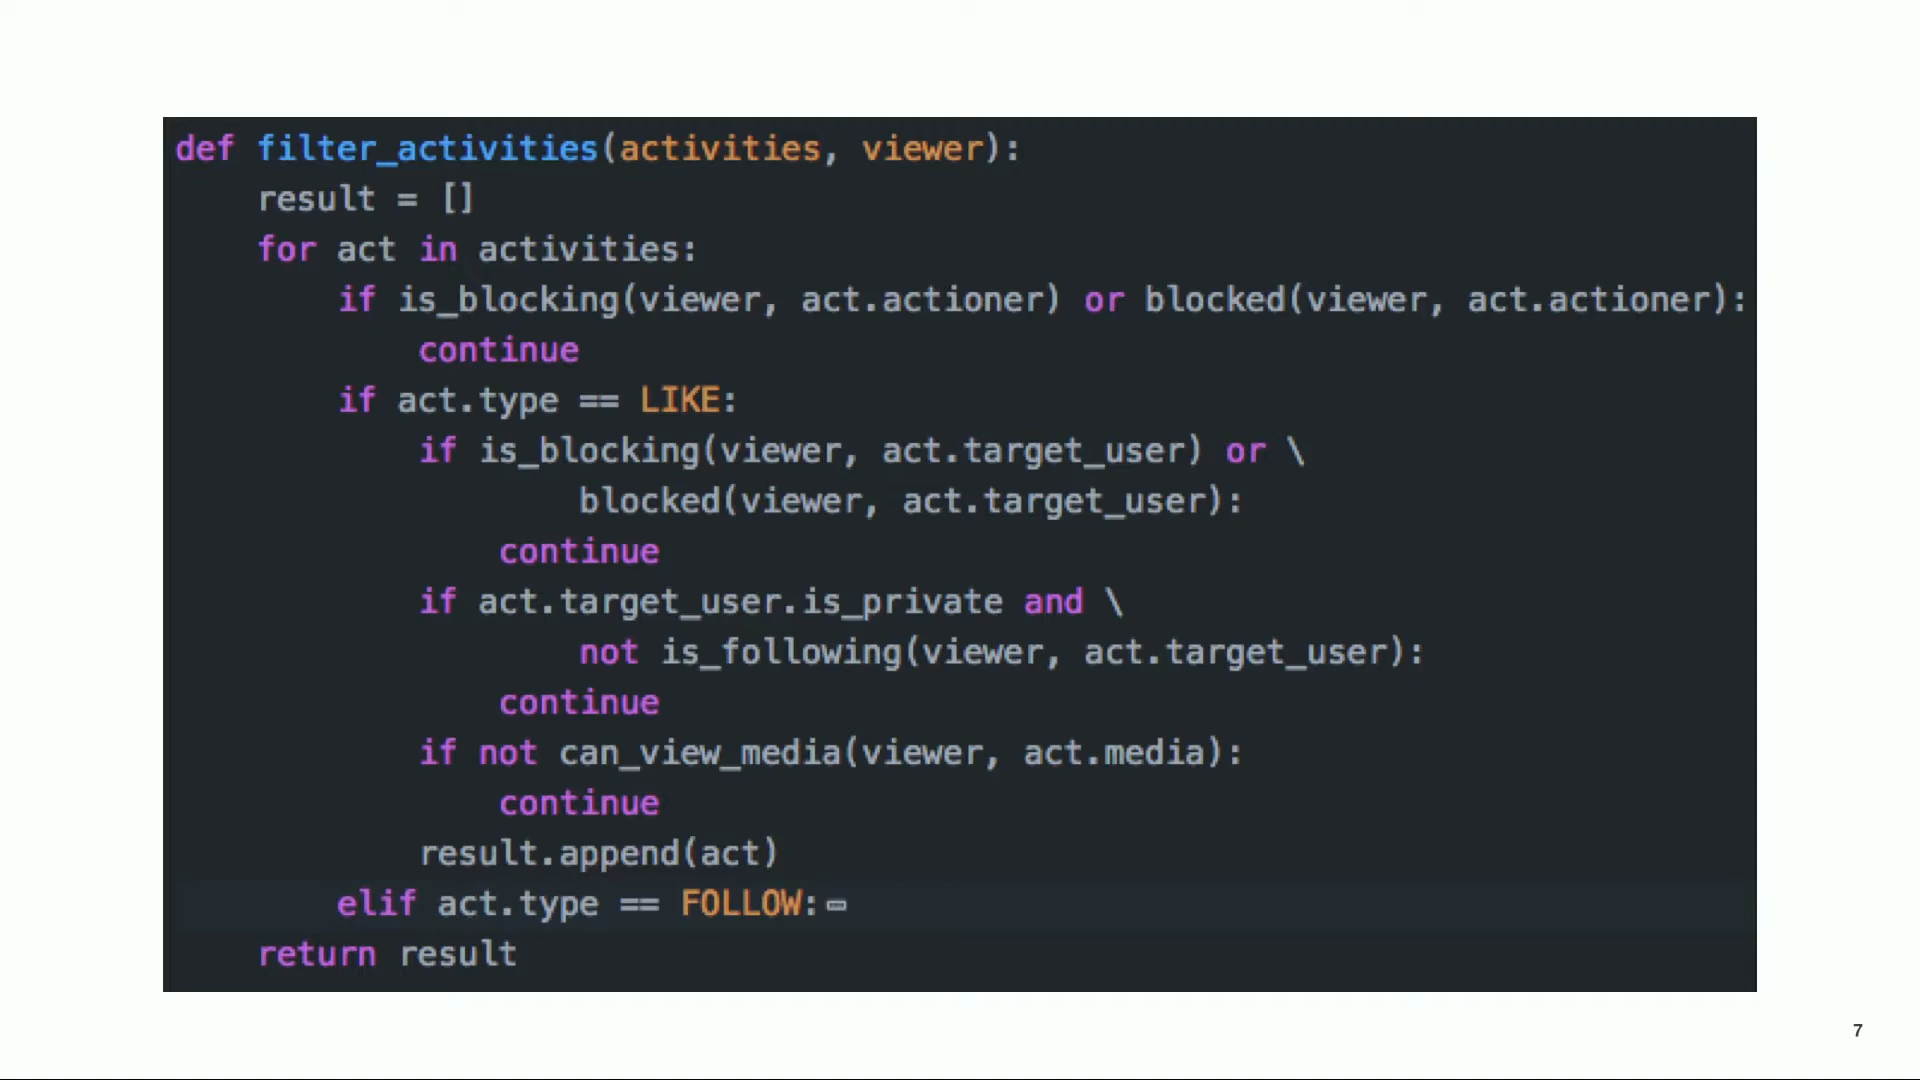 def filter_activities(activities, viewer):
    result = []
    for act in activities:
        if is_blocking(viewer, act.actioner) or blocked(viewer, act.actioner):
            continue
        if act.type == LIKE:
            if is_blocking(viewer, act.target_user) or \
                    blocked(viewer, act.target_user):
                continue
            if act.target_user.is_private and \
                    not is_following(viewer, act.target_user):
                continue
            if not can_view_media(viewer, act.media):
                continue
            result.append(act)
        elif act.type == FOLLOW:
    return result
7